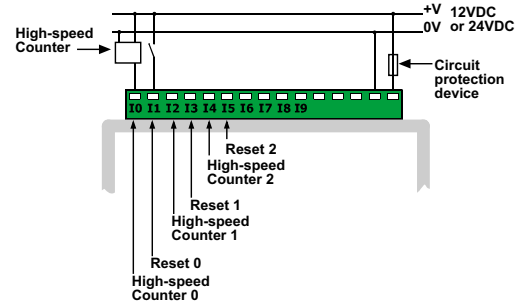 +V 12VDC
0V or 24VDC
High-speed
Counter
Circuit
protection
device
I0 I1 I2 I3 I4 I5 I6 I7 I8 I9
Reset 2
High-speed
Counter 2
Reset 1
High-speed
Counter 1
Reset 0
High-speed
Counter 0